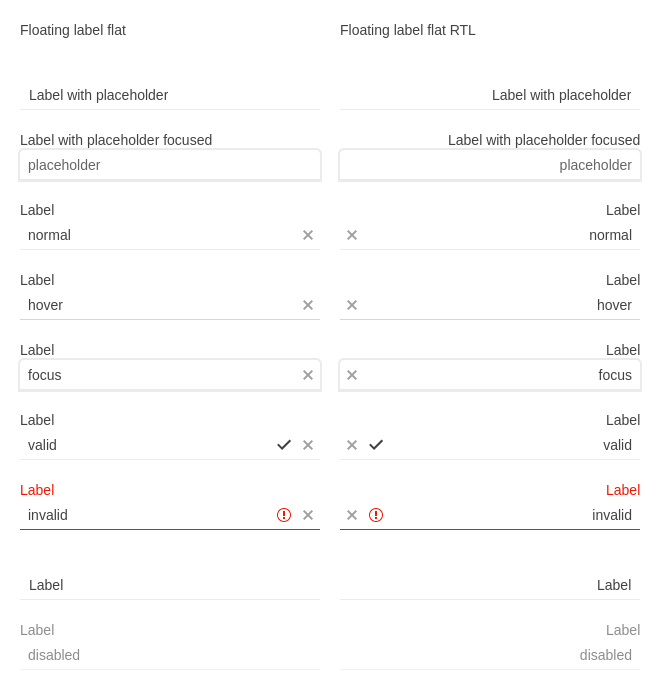 Floating label flat
Floating label flat RTL
Label with placeholder
Label with placeholder
Label with placeholder focused
Label with placeholder focused
placeholder
placeholder
Label
Label
normal
normal
Label
Label
hover
hover
Label
Label
focus
focus
Label
Label
valid
valid
Label
Label
invalid
invalid
Label
Label
Label
Label
disabled
disabled